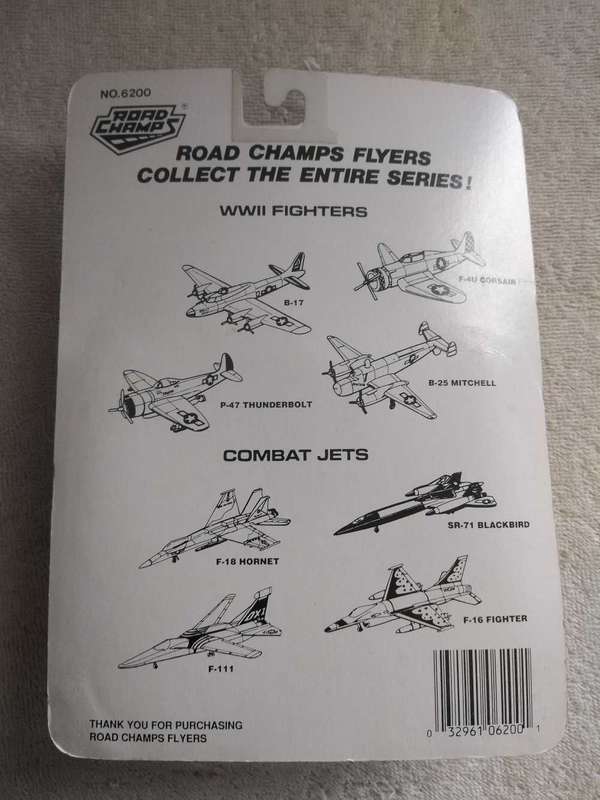 NO.6200
ROAD
CHAMPS®
ROAD CHAMPS FLYERS
COLLECT THE ENTIRE SERIES!
WWII FIGHTERS
B-17
F-4U CORSAIR
P-47 THUNDERBOLT
B-25 MITCHELL
COMBAT JETS
F-18 HORNET
SR-71 BLACKBIRD
F-111
F-16 FIGHTER
THANK YOU FOR PURCHASING
ROAD CHAMPS FLYERS
0 32961 06200 1